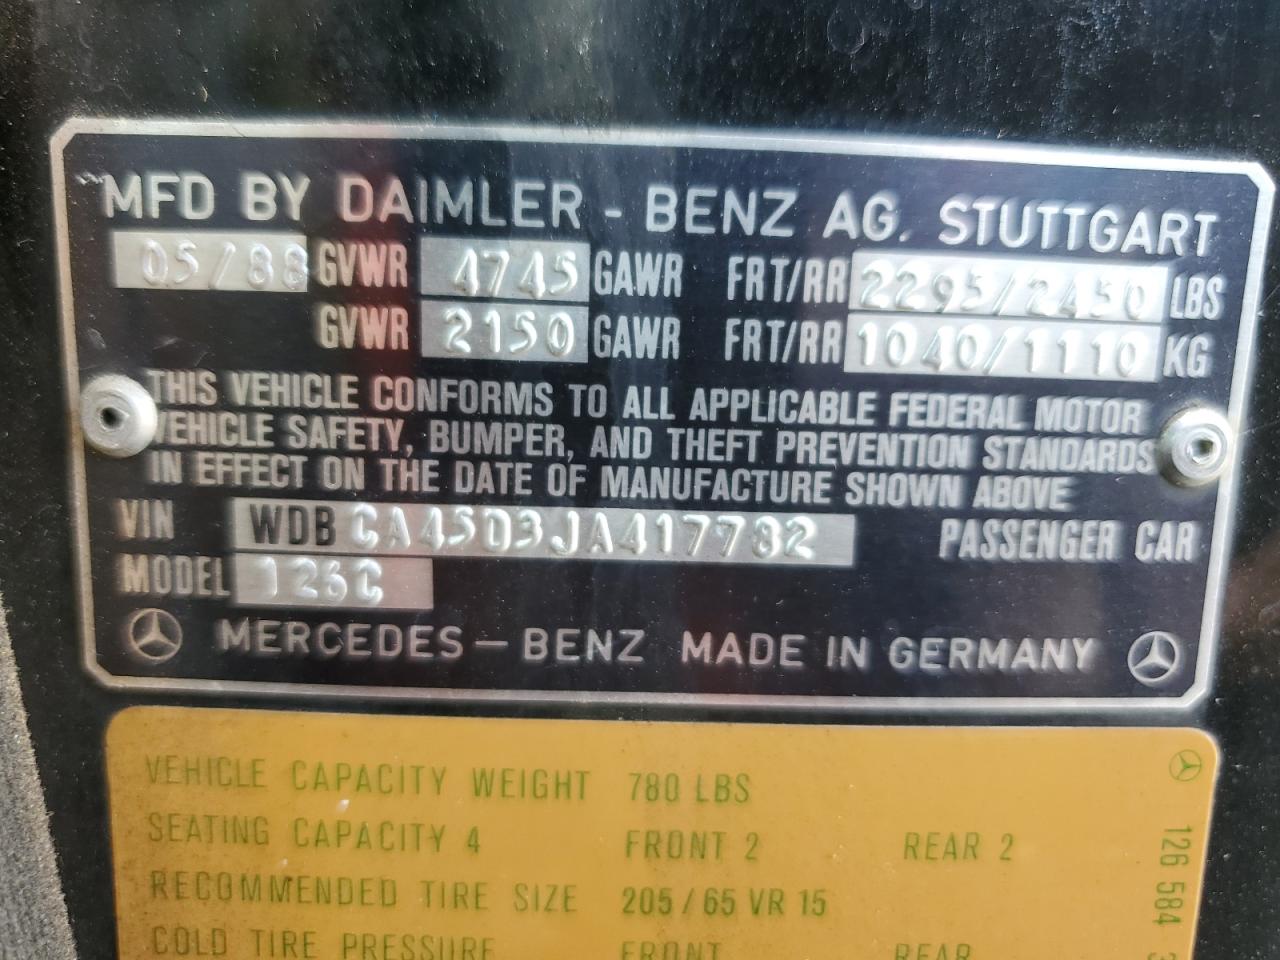 MFD BY DAIMLER - BENZ AG. STUTTGART
05/88 GVWR 4745 GAWR FRT/RR 2295/2450 LBS
GVWR 2150 GAWR FRT/RR 1040/1110 KG
THIS VEHICLE CONFORMS TO ALL APPLICABLE FEDERAL MOTOR
VEHICLE SAFETY, BUMPER, AND THEFT PREVENTION STANDARDS
IN EFFECT ON THE DATE OF MANUFACTURE SHOWN ABOVE
VIN WDBCA45D3JA417782 PASSENGER CAR
MODEL 126C
MERCEDES - BENZ MADE IN GERMANY
VEHICLE CAPACITY WEIGHT 780 LBS
SEATING CAPACITY 4 FRONT 2 REAR 2
RECOMMENDED TIRE SIZE 205/65 VR 15
COLD TIRE PRESSURE FRONT REAR
126 584 3